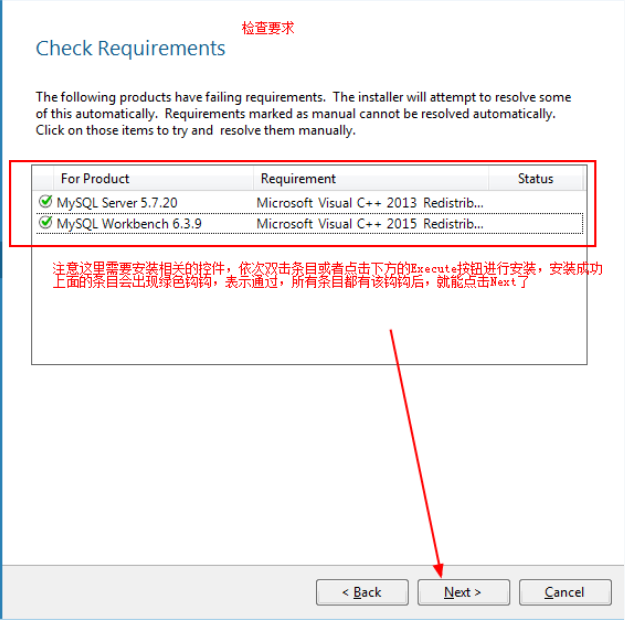 检查要求
Check Requirements
The following products have failing requirements. The installer will attempt to resolve some
of this automatically. Requirements marked as manual cannot be resolved automatically.
Click on those items to try and resolve them manually.
For Product Requirement Status
MySQL Server 5.7.20 Microsoft Visual C++ 2013 Redistrib...
MySQL Workbench 6.3.9 Microsoft Visual C++ 2015 Redistrib...
注意这里需要安装相关的控件，依次双击条目或者点击下方的Execute按钮进行安装，安装成功
上面的条目会出现绿色钩钩，表示通过，所有条目都有该钩钩后，就能点击Next了
< Back Next > Cancel